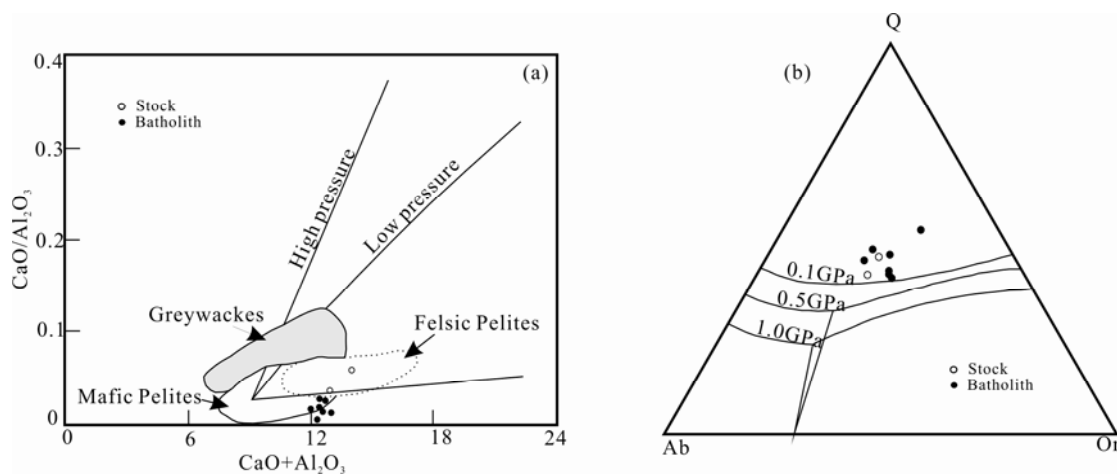 (a)
Stock
Batholith
0.4
0.3
0.2
0.1
0
CaO/Al₂O₃
High pressure
Low pressure
Greywackes
Felsic Pelites
Mafic Pelites
0 6 12 18 24
CaO+Al₂O₃
(b)
Q
0.1GPa
0.5GPa
1.0GPa
Stock
Batholith
Ab
Or